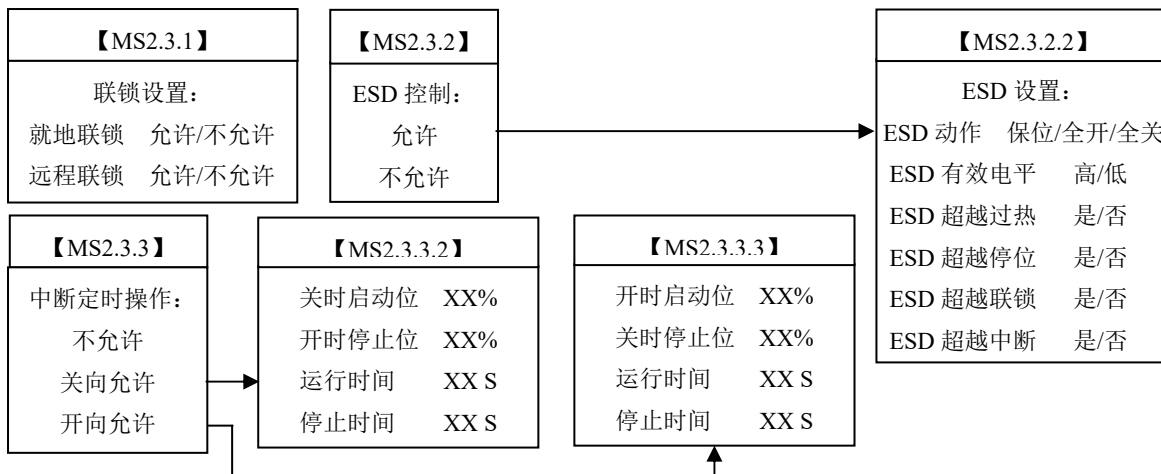 【MS2.3.1】
联锁设置：
就地联锁 允许/不允许
远程联锁 允许/不允许
【MS2.3.2】
ESD 控制：
允许
不允许
【MS2.3.2.2】
ESD 设置：
ESD 动作 保位/全开/全关
ESD 有效电平 高/低
ESD 超越过热 是/否
ESD 超越停位 是/否
ESD 超越联锁 是/否
ESD 超越中断 是/否
【MS2.3.3】
中断定时操作：
不允许
关向允许
开向允许
【MS2.3.3.2】
关时启动位 XX%
开时停止位 XX%
运行时间 XX S
停止时间 XX S
【MS2.3.3.3】
开时启动位 XX%
关时停止位 XX%
运行时间 XX S
停止时间 XX S